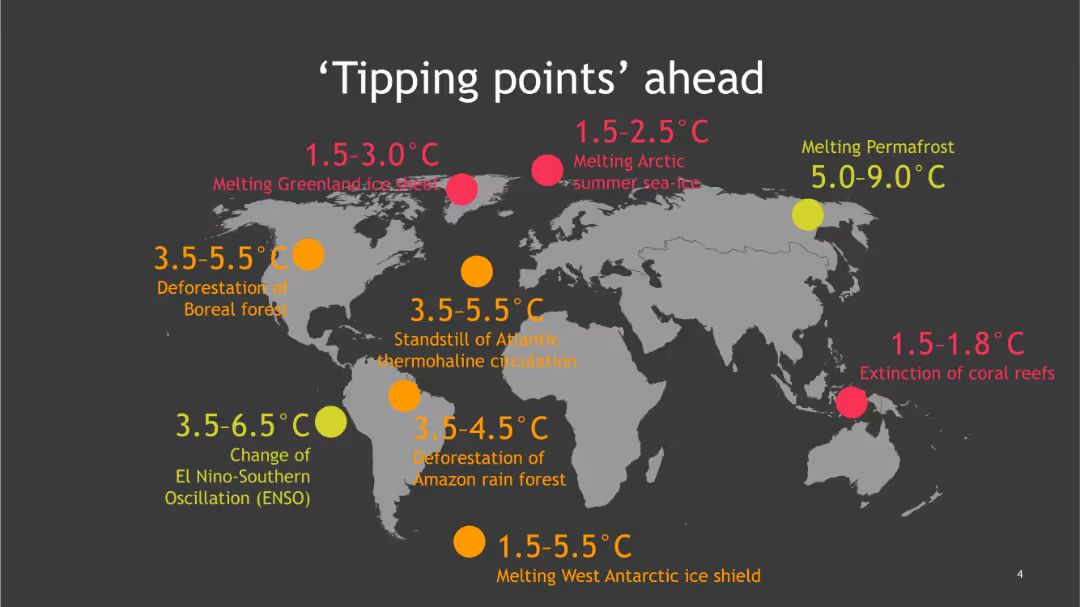 ‘Tipping points’ ahead
1.5–3.0°C
Melting Greenland ice sheet
1.5–2.5°C
Melting Arctic
summer sea-ice
Melting Permafrost
5.0–9.0°C
3.5–5.5°C
Deforestation of
Boreal forest
3.5–5.5°C
Standstill of Atlantic
thermohaline circulation
1.5–1.8°C
Extinction of coral reefs
3.5–6.5°C
Change of
El Nino-Southern
Oscillation (ENSO)
3.5–4.5°C
Deforestation of
Amazon rain forest
1.5–5.5°C
Melting West Antarctic ice shield
4